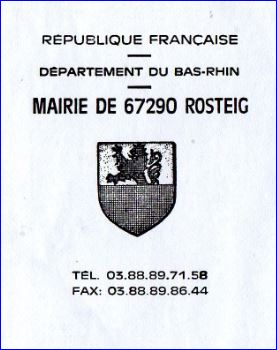 RÉPUBLIQUE FRANÇAISE
DÉPARTEMENT DU BAS-RHIN
MAIRIE DE 67290 ROSTEIG
TÉL. 03.88.89.71.58
FAX: 03.88.89.86.44